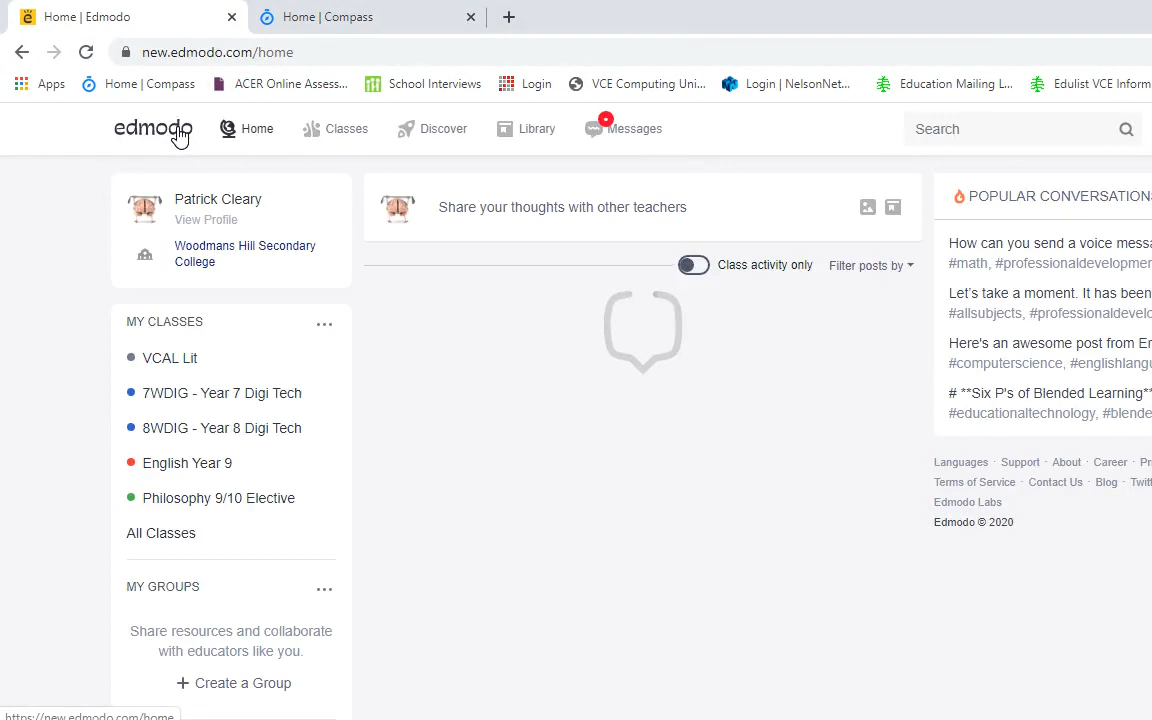 Home | Edmodo
Home | Compass
new.edmodo.com/home
Apps
Home | Compass
ACER Online Assess...
School Interviews
Login
VCE Computing Uni...
Login | NelsonNet...
Education Mailing L...
Edulist VCE Inform
edmodo
Home
Classes
Discover
Library
Messages
Search
Patrick Cleary
View Profile
Woodmans Hill Secondary
College
Share your thoughts with other teachers
Class activity only
Filter posts by
MY CLASSES
VCAL Lit
7WDIG - Year 7 Digi Tech
8WDIG - Year 8 Digi Tech
English Year 9
Philosophy 9/10 Elective
All Classes
MY GROUPS
Share resources and collaborate
with educators like you.
+ Create a Group
POPULAR CONVERSATIONS
How can you send a voice messa
#math, #professionaldevelopmer
Let's take a moment. It has been
#allsubjects, #professionaldevelo
Here's an awesome post from Er
#computerscience, #englishlangu
# **Six P's of Blended Learning**
#educationaltechnology, #blende
Languages · Support · About · Career · Pri
Terms of Service · Contact Us · Blog · Twitt
Edmodo Labs
Edmodo © 2020
https://new.edmodo.com/home